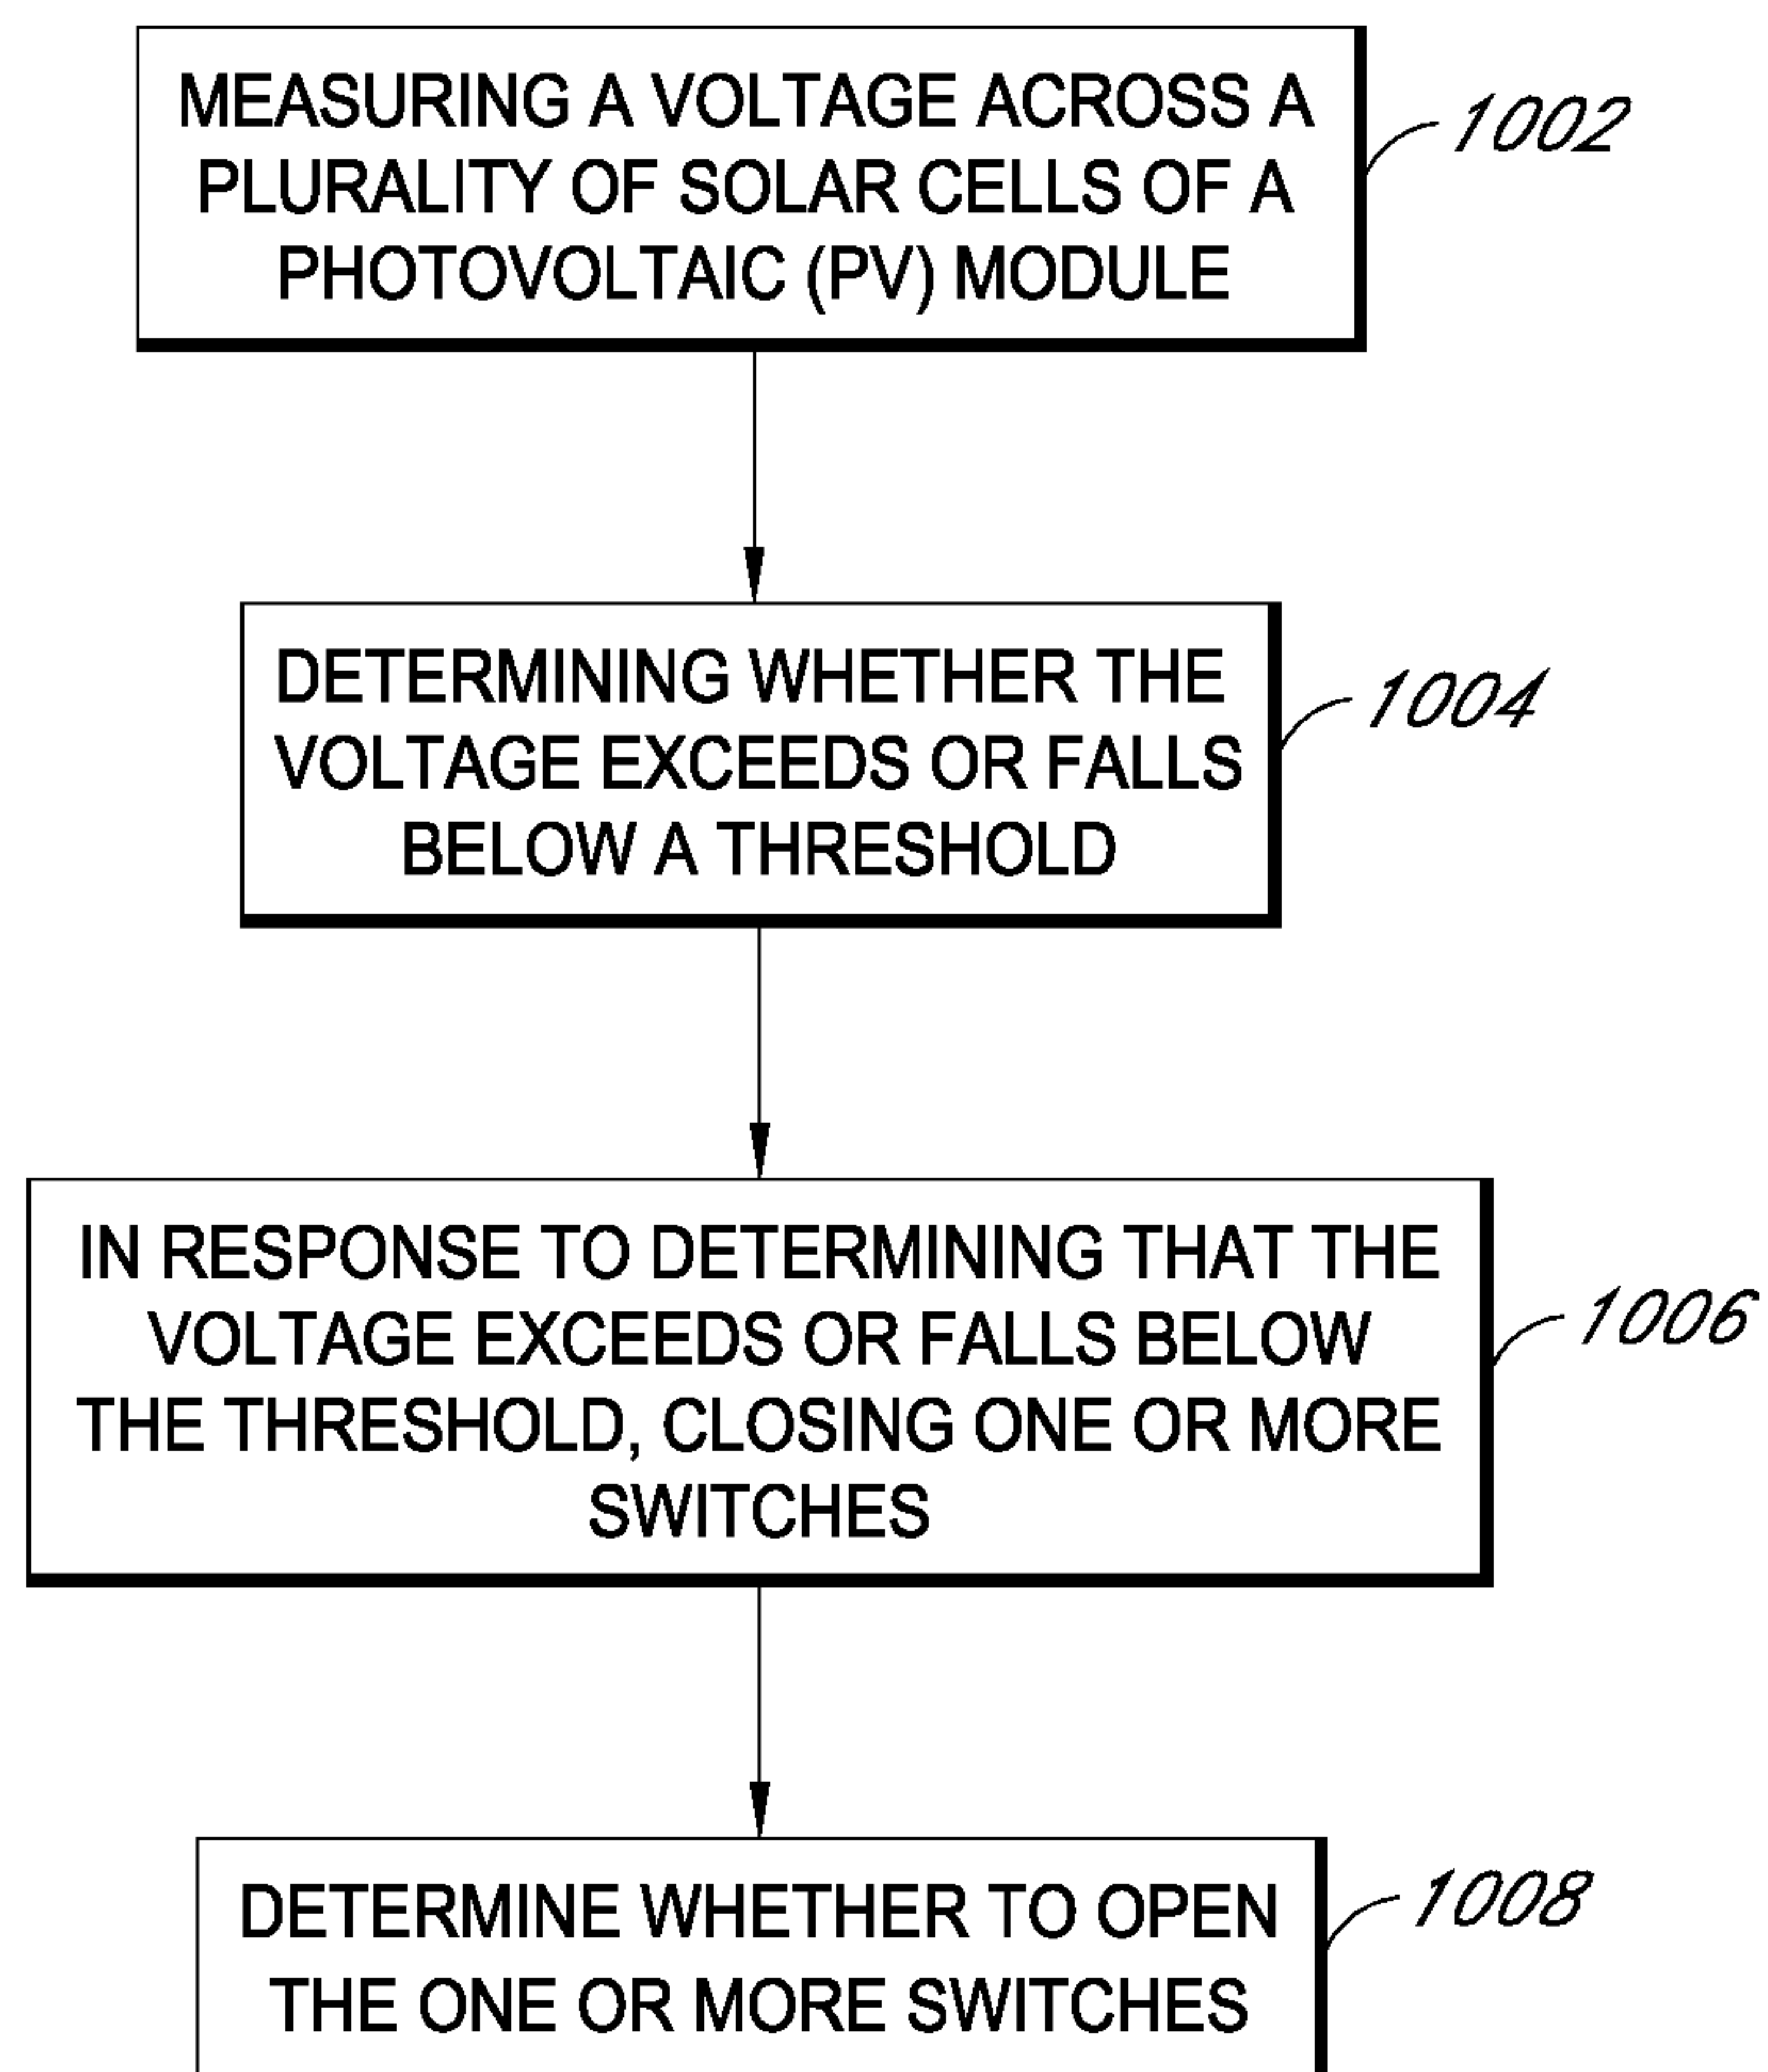 MEASURING A VOLTAGE ACROSS A
PLURALITY OF SOLAR CELLS OF A
PHOTOVOLTAIC (PV) MODULE
1002
DETERMINING WHETHER THE
VOLTAGE EXCEEDS OR FALLS
BELOW A THRESHOLD
1004
IN RESPONSE TO DETERMINING THAT THE
VOLTAGE EXCEEDS OR FALLS BELOW
THE THRESHOLD, CLOSING ONE OR MORE
SWITCHES
1006
DETERMINE WHETHER TO OPEN
THE ONE OR MORE SWITCHES
1008